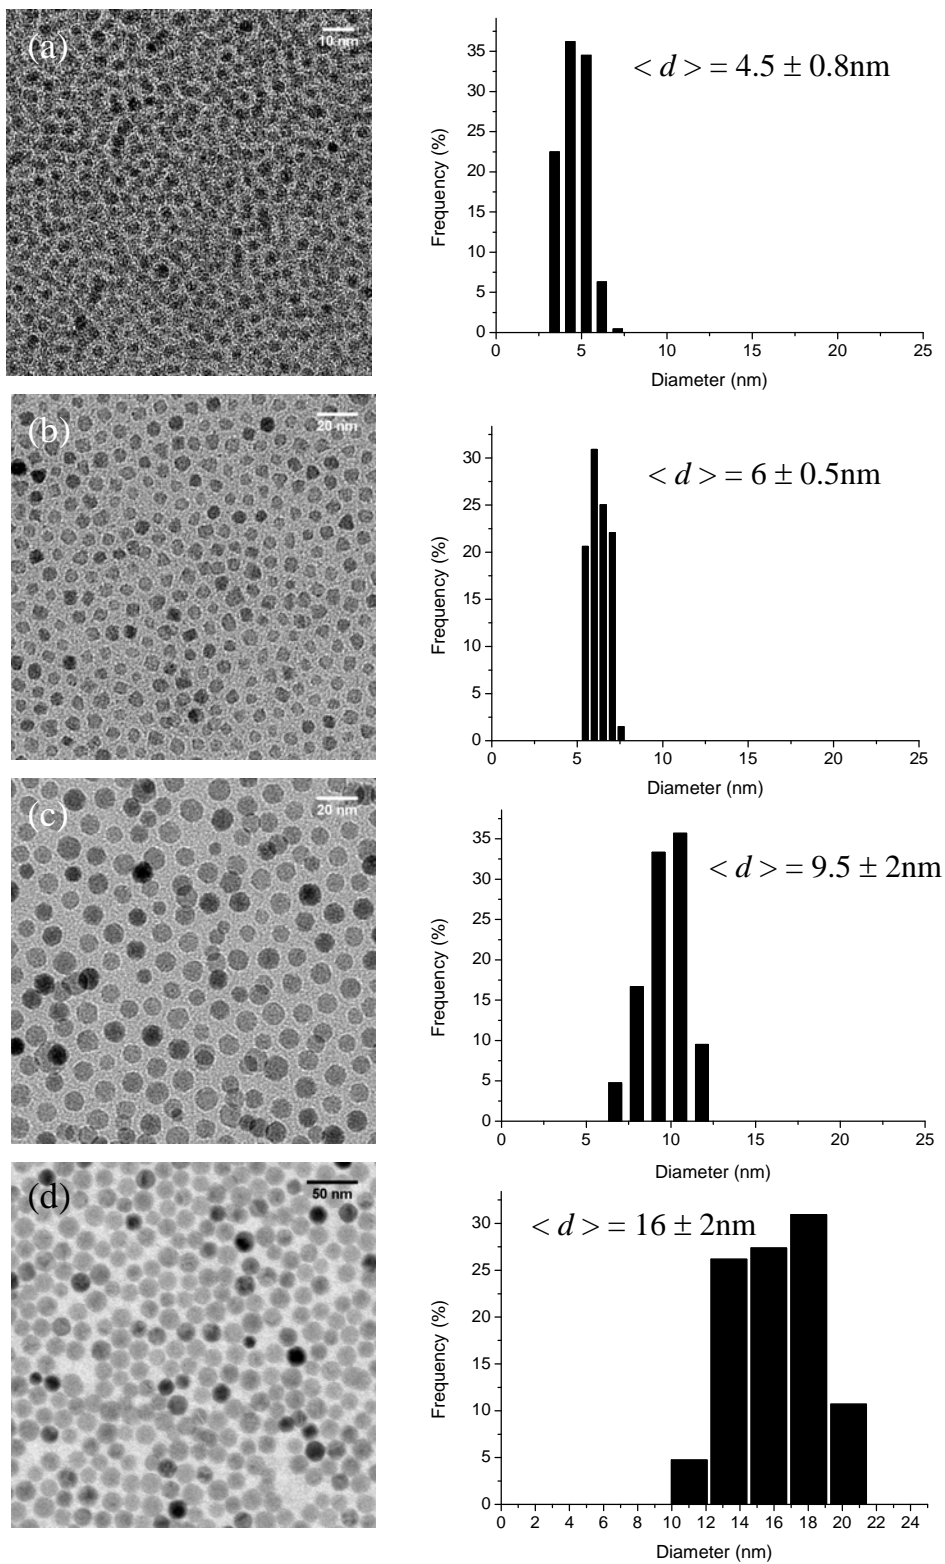 (a)
10 nm
< d > = 4.5 ± 0.8nm
Frequency (%)
35
30
25
20
15
10
5
0
0 5 10 15 20 25
Diameter (nm)
(b)
20 nm
< d > = 6 ± 0.5nm
Frequency (%)
30
25
20
15
10
5
0
0 5 10 15 20 25
Diameter (nm)
(c)
20 nm
< d > = 9.5 ± 2nm
Frequency (%)
35
30
25
20
15
10
5
0
0 5 10 15 20 25
Diameter (nm)
(d)
50 nm
< d > = 16 ± 2nm
Frequency (%)
30
25
20
15
10
5
0
0 2 4 6 8 10 12 14 16 18 20 22 24
Diameter (nm)